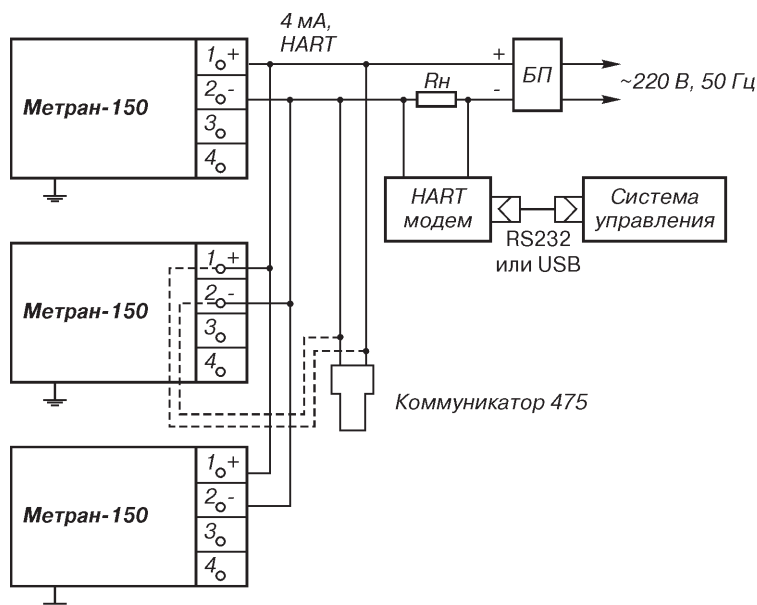 4 мА,
HART
Метран-150
1 +
2 -
3
4
Rн
+
-
БП
~220 В, 50 Гц
HART
модем
Система
управления
RS232
или USB
Метран-150
1 +
2 -
3
4
Коммуникатор 475
Метран-150
1 +
2 -
3
4